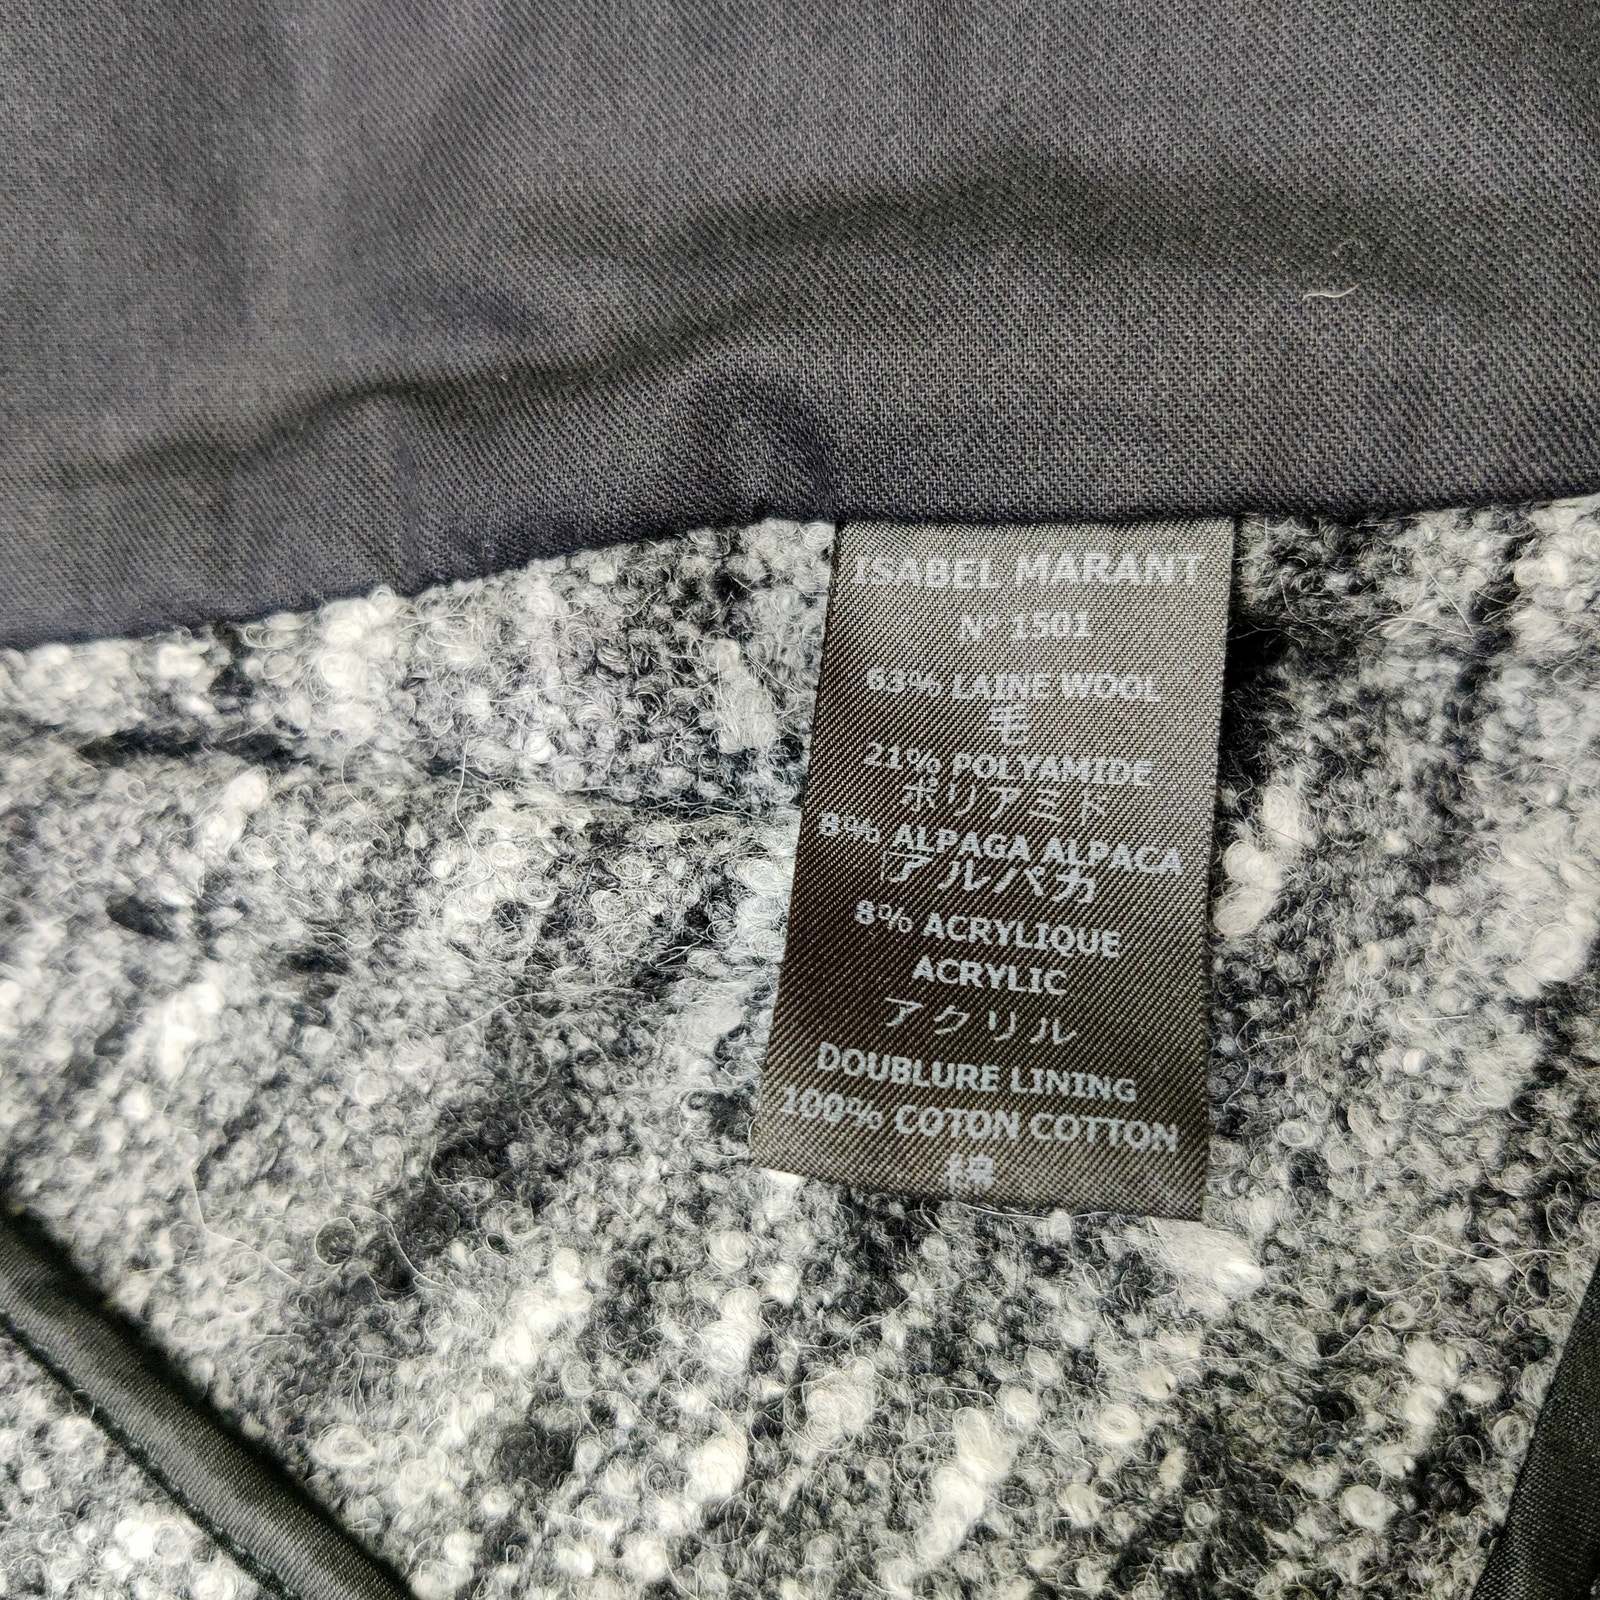 ISABEL MARANT
N° 1501
63% LAINE WOOL
毛
21% POLYAMIDE
ポリアミド
8% ALPAGA ALPACA
アルパカ
8% ACRYLIQUE
ACRYLIC
アクリル
DOUBLURE LINING
100% COTON COTTON
綿